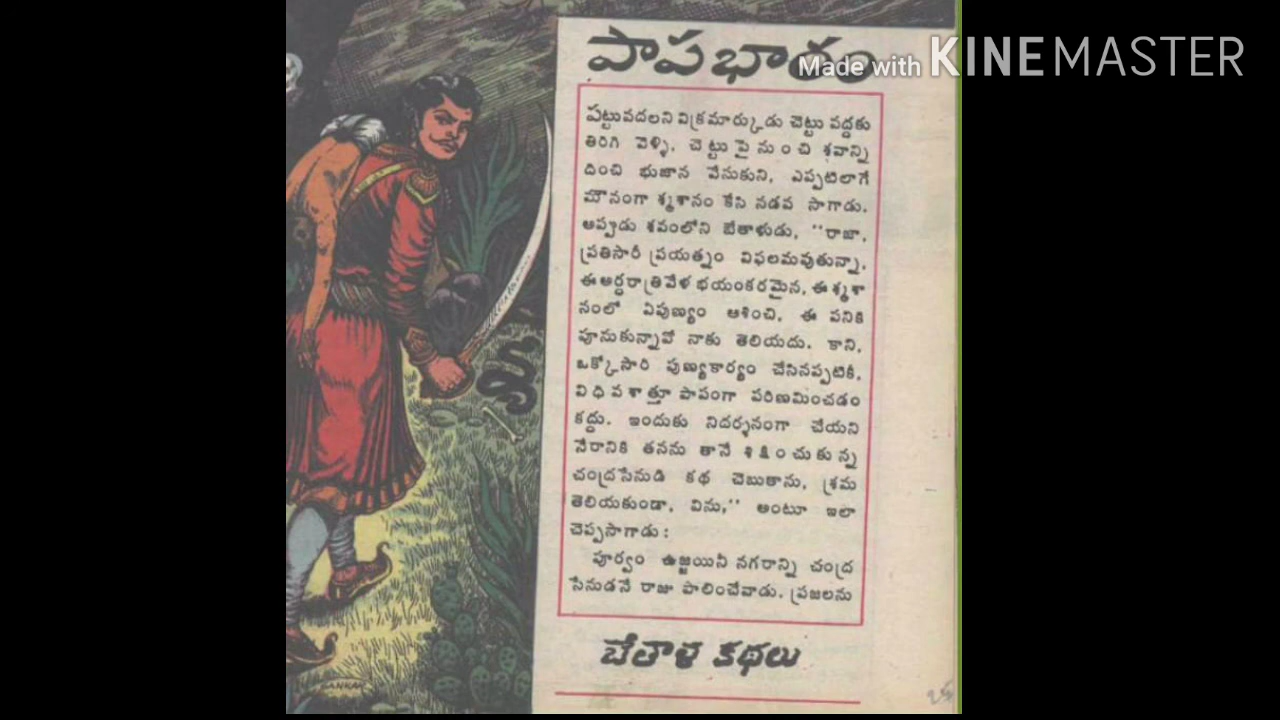 పాపభారం
Made with KINEMASTER
పట్టువదలని విక్రమార్కుడు చెట్టు వద్దకు
తిరిగి వెళ్ళి, చెట్టు పై నుంచి శవాన్ని
దించి భుజాన వేసుకుని, ఎప్పటిలాగే
మౌనంగా శ్మశానం కేసి నడవ సాగాడు.
అప్పుడు శవంలోని బేతాళుడు, "రాజా,
ప్రతిసారీ ప్రయత్నం విఫలమవుతున్నా,
ఈ అర్ధరాత్రివేళ భయంకరమైన, ఈ శ్మశా
నంలో ఏపుణ్యం ఆశించి, ఈ పనికి
పూనుకున్నావో నాకు తెలియదు. కాని,
ఒక్కోసారి పుణ్యకార్యం చేసినప్పటికీ,
విధివశాత్తూ పాపంగా పరిణమించడం
కద్దు. ఇందుకు నిదర్శనంగా చేయని
నేరానికి తనను తానే శిక్షించుకున్న
చంద్రసేనుడి కథ చెబుతాను, శ్రమ
తెలియకుండా, విను," అంటూ ఇలా
చెప్పసాగాడు :
పూర్వం ఉజ్జయినీ నగరాన్ని చంద్ర
సేనుడనే రాజు పాలించేవాడు. ప్రజలను
బేతాళ కథలు
SANKAR